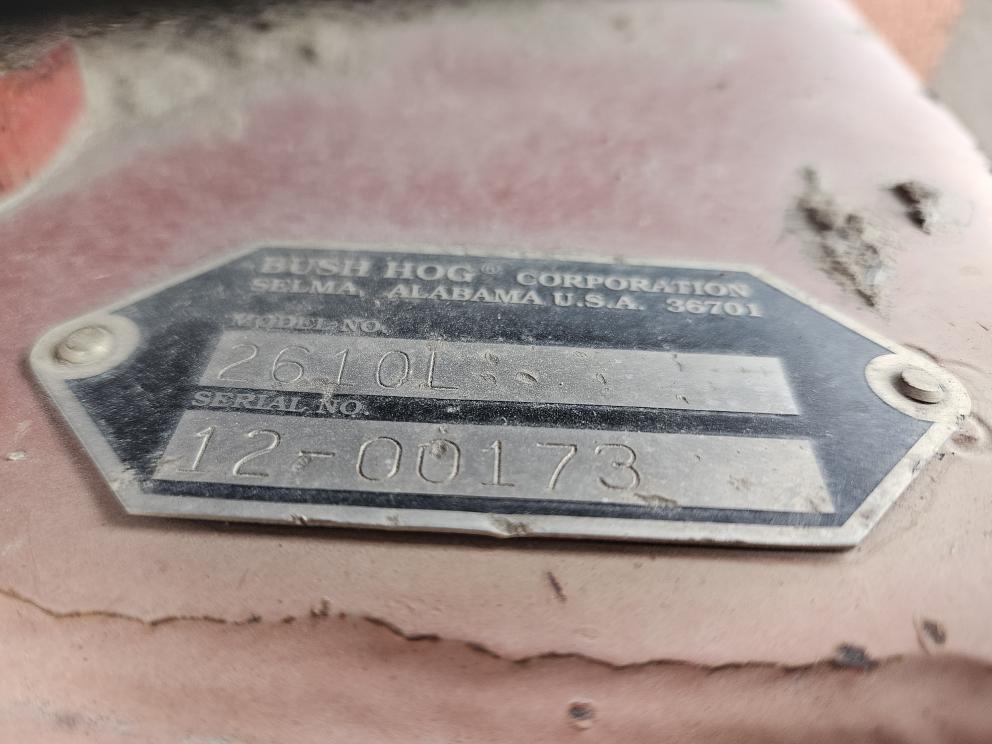 BUSH HOG® CORPORATION
SELMA, ALABAMA U.S.A. 36701
MODEL NO.
2610L
SERIAL NO.
12-00173